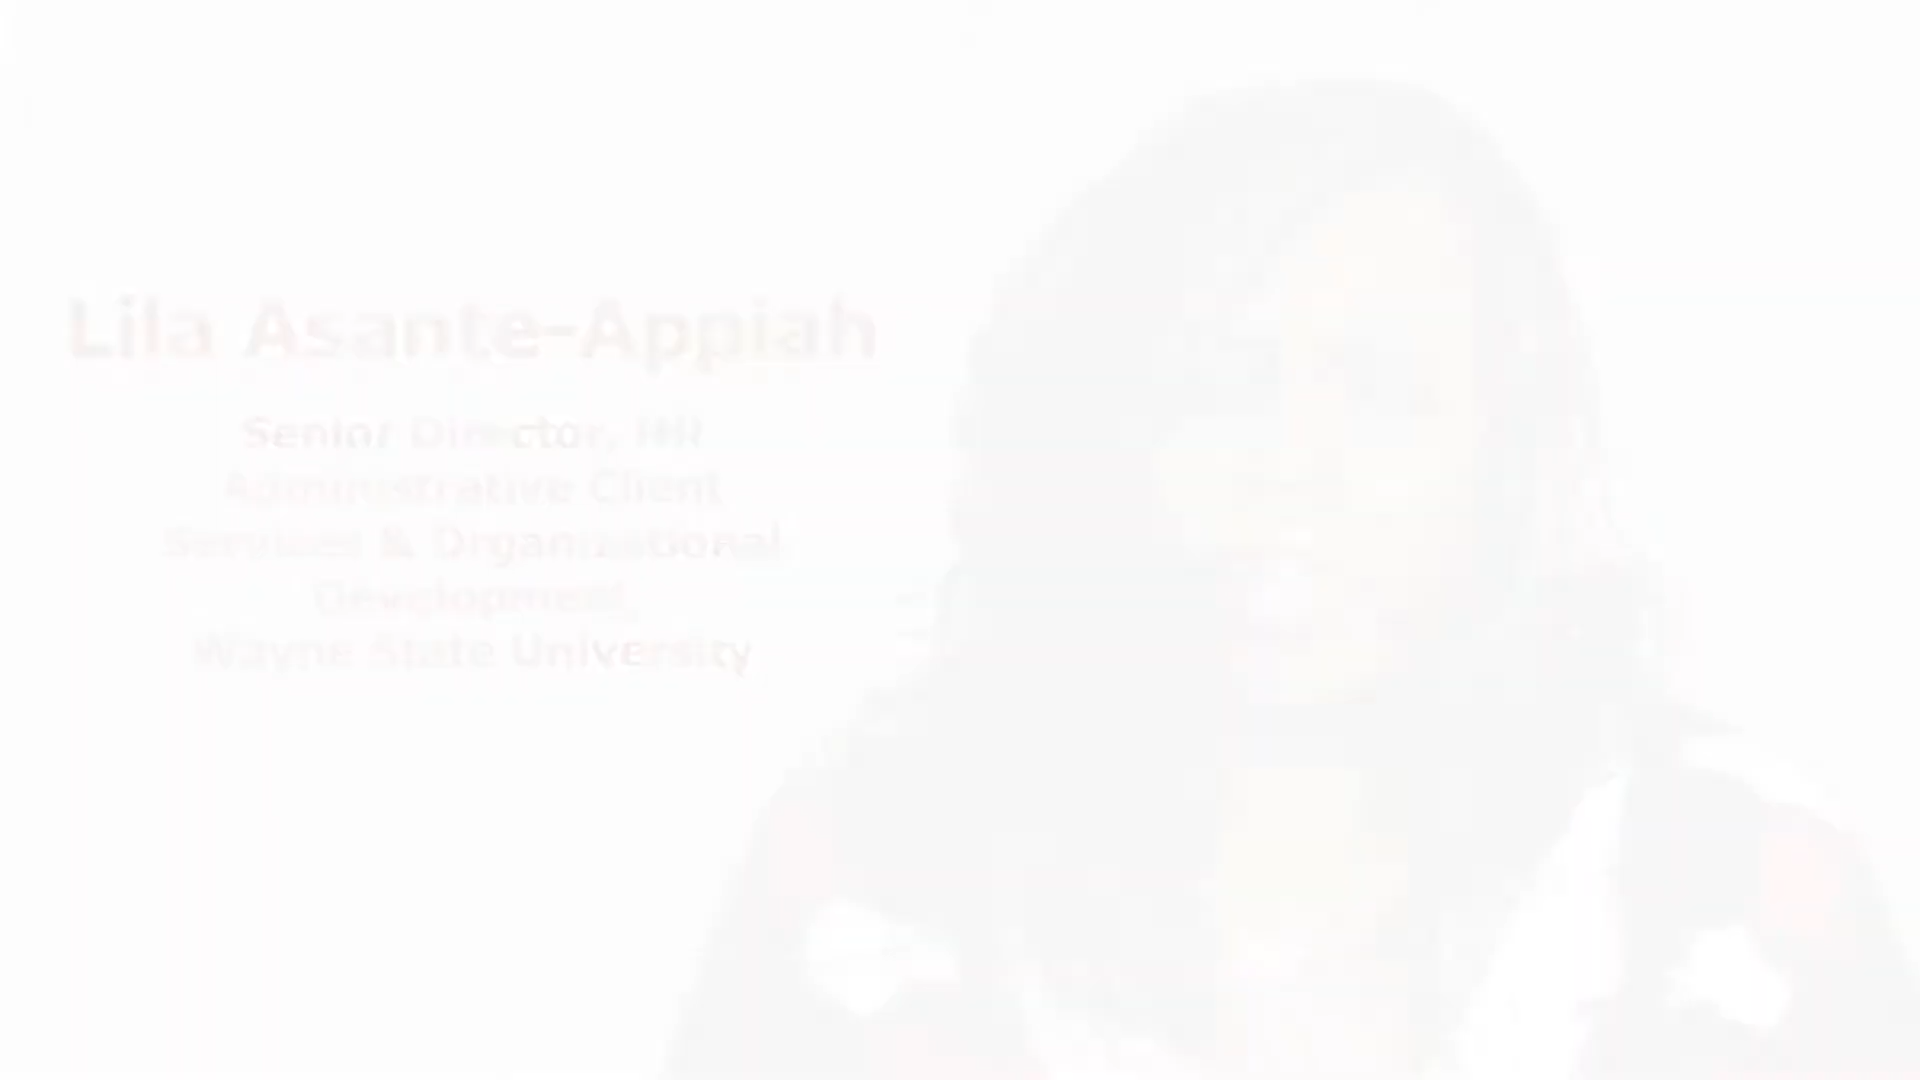 Lila Asante-Appiah
Senior Director, HR
Administrative Client
Services & Organizational
Development,
Wayne State University